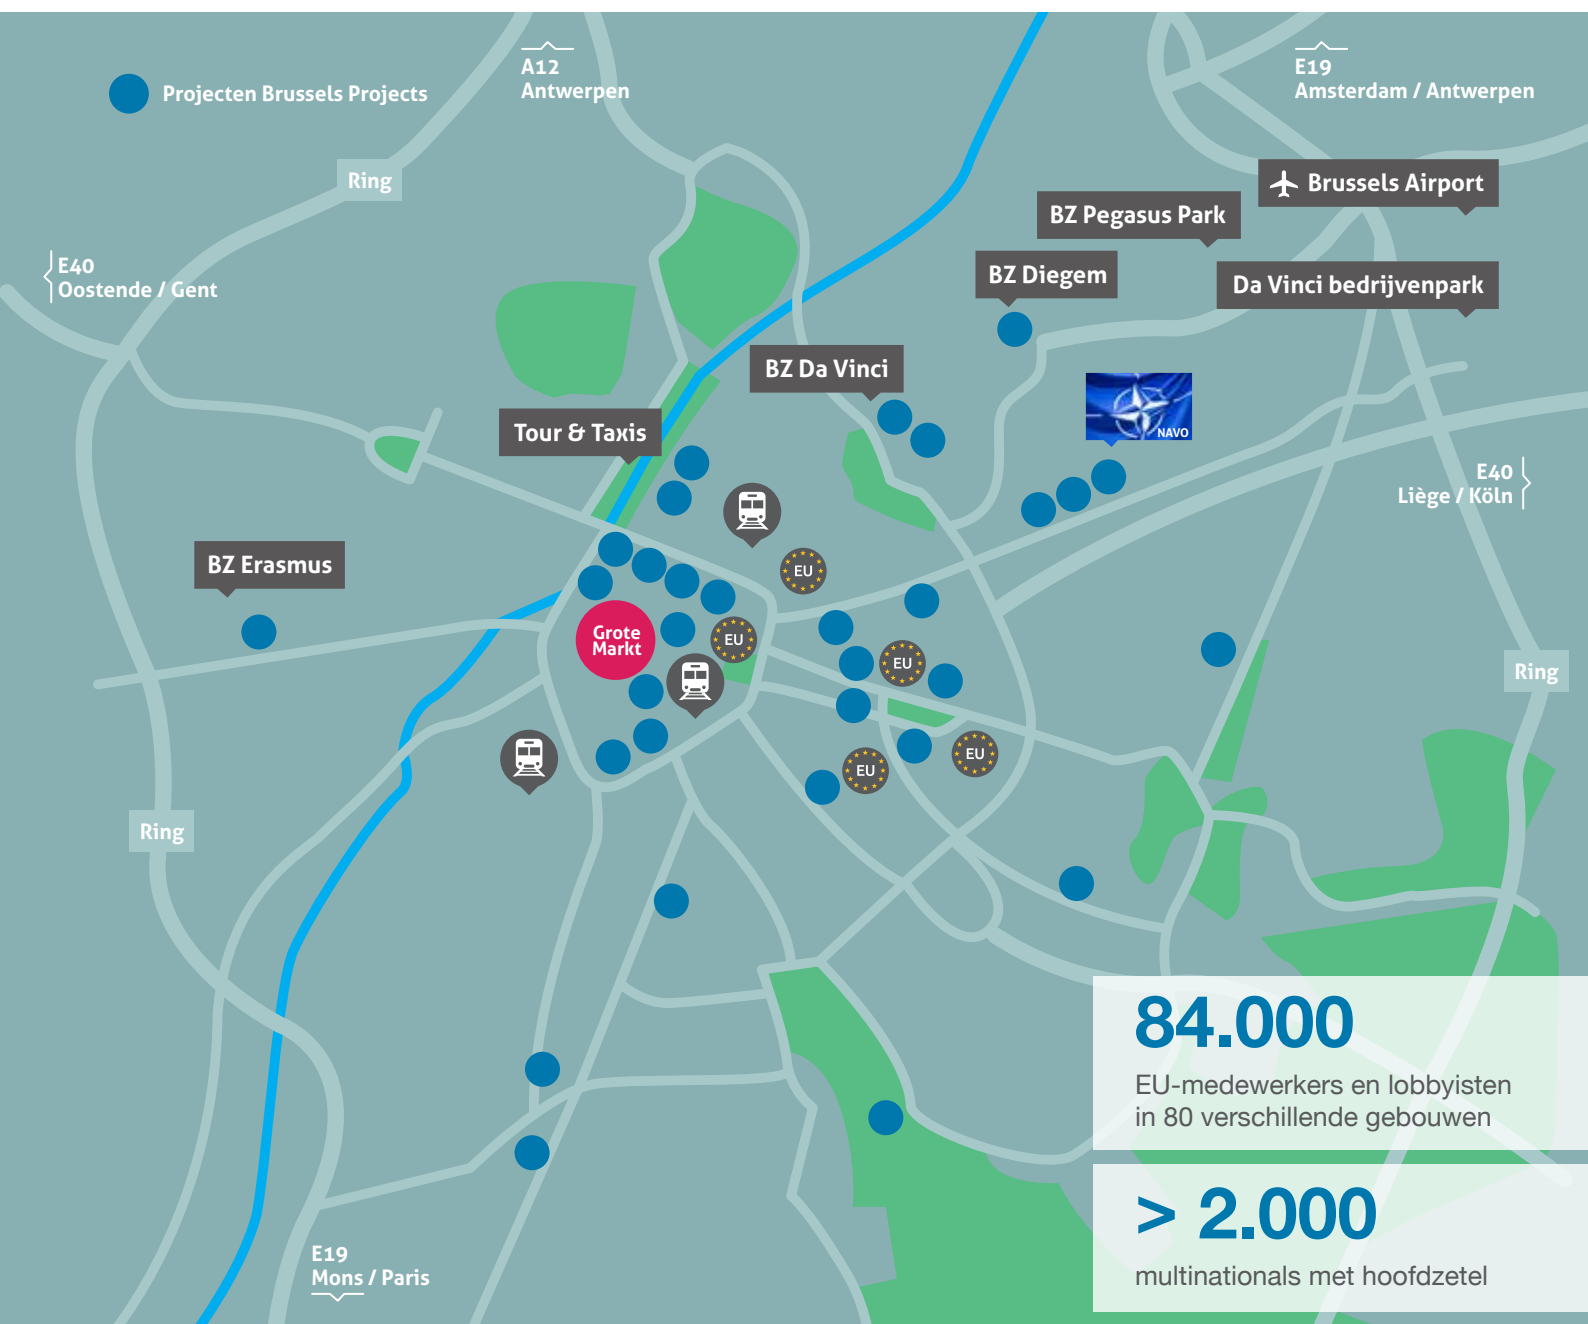 A12
Antwerpen
E19
Amsterdam / Antwerpen
Projecten Brussels Projects
Ring
Brussels Airport
BZ Pegasus Park
E40
Oostende / Gent
BZ Diegem
Da Vinci bedrijvenpark
BZ Da Vinci
NAVO
Tour & Taxis
E40
Liège / Köln
BZ Erasmus
EU
Grote
Markt
EU
EU
Ring
EU
EU
Ring
84.000
EU-medewerkers en lobbyisten
in 80 verschillende gebouwen
> 2.000
multinationals met hoofdzetel
E19
Mons / Paris